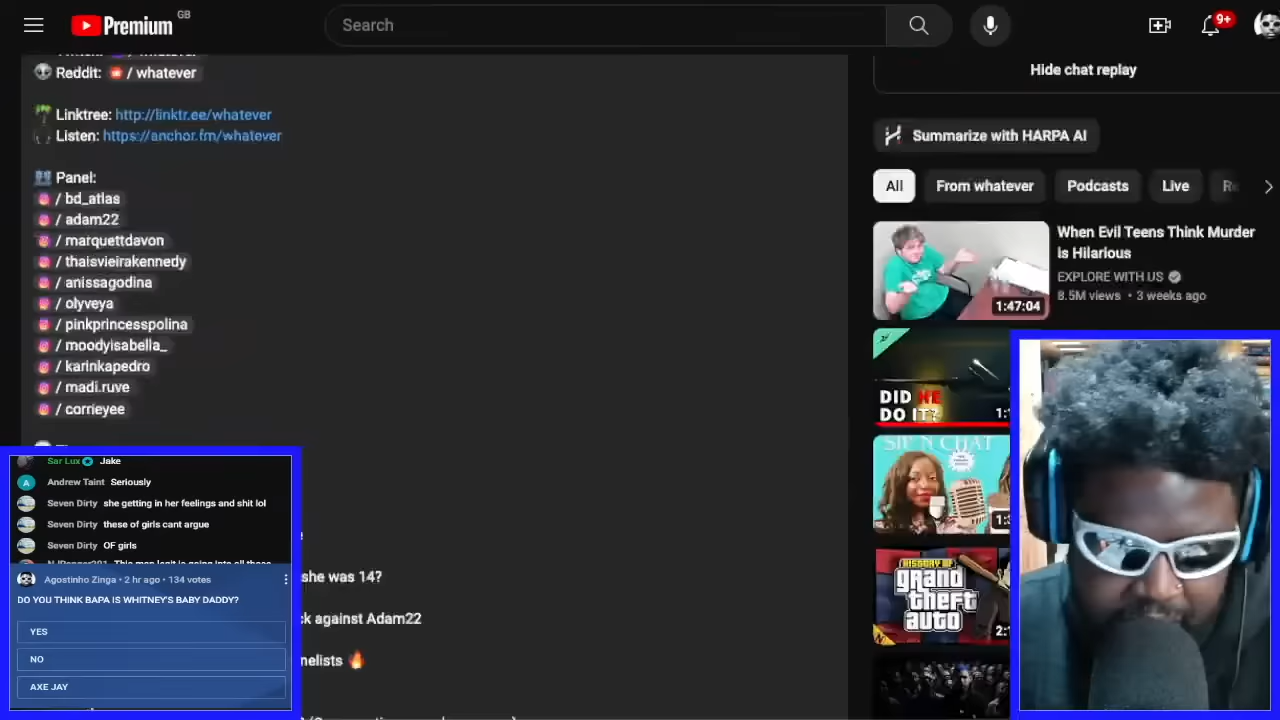 Premium GB
Search
9+
Reddit: / whatever
Linktree: http://linktr.ee/whatever
Listen: https://anchor.fm/whatever
Panel:
/ bd_atlas
/ adam22
/ marquettdavon
/ thaisvieirakennedy
/ anissagodina
/ olyveya
/ pinkprincesspolina
/ moodyisabella_
/ karinkapedro
/ madi.ruve
/ corrieyee
she was 14?
ck against Adam22
nelists
Sar Lux Jake
A Andrew Taint Seriously
Seven Dirty she getting in her feelings and shit lol
Seven Dirty these of girls cant argue
Seven Dirty OF girls
Agostinho Zinga • 2 hr ago • 134 votes
DO YOU THINK BAPA IS WHITNEY'S BABY DADDY?
YES
NO
AXE JAY
Hide chat replay
Summarize with HARPA AI
All
From whatever
Podcasts
Live
When Evil Teens Think Murder
Is Hilarious
EXPLORE WITH US
8.5M views • 3 weeks ago
1:47:04
DID HE
DO IT?
SIP N CHAT
HISTORY OF
grand
theft
auto